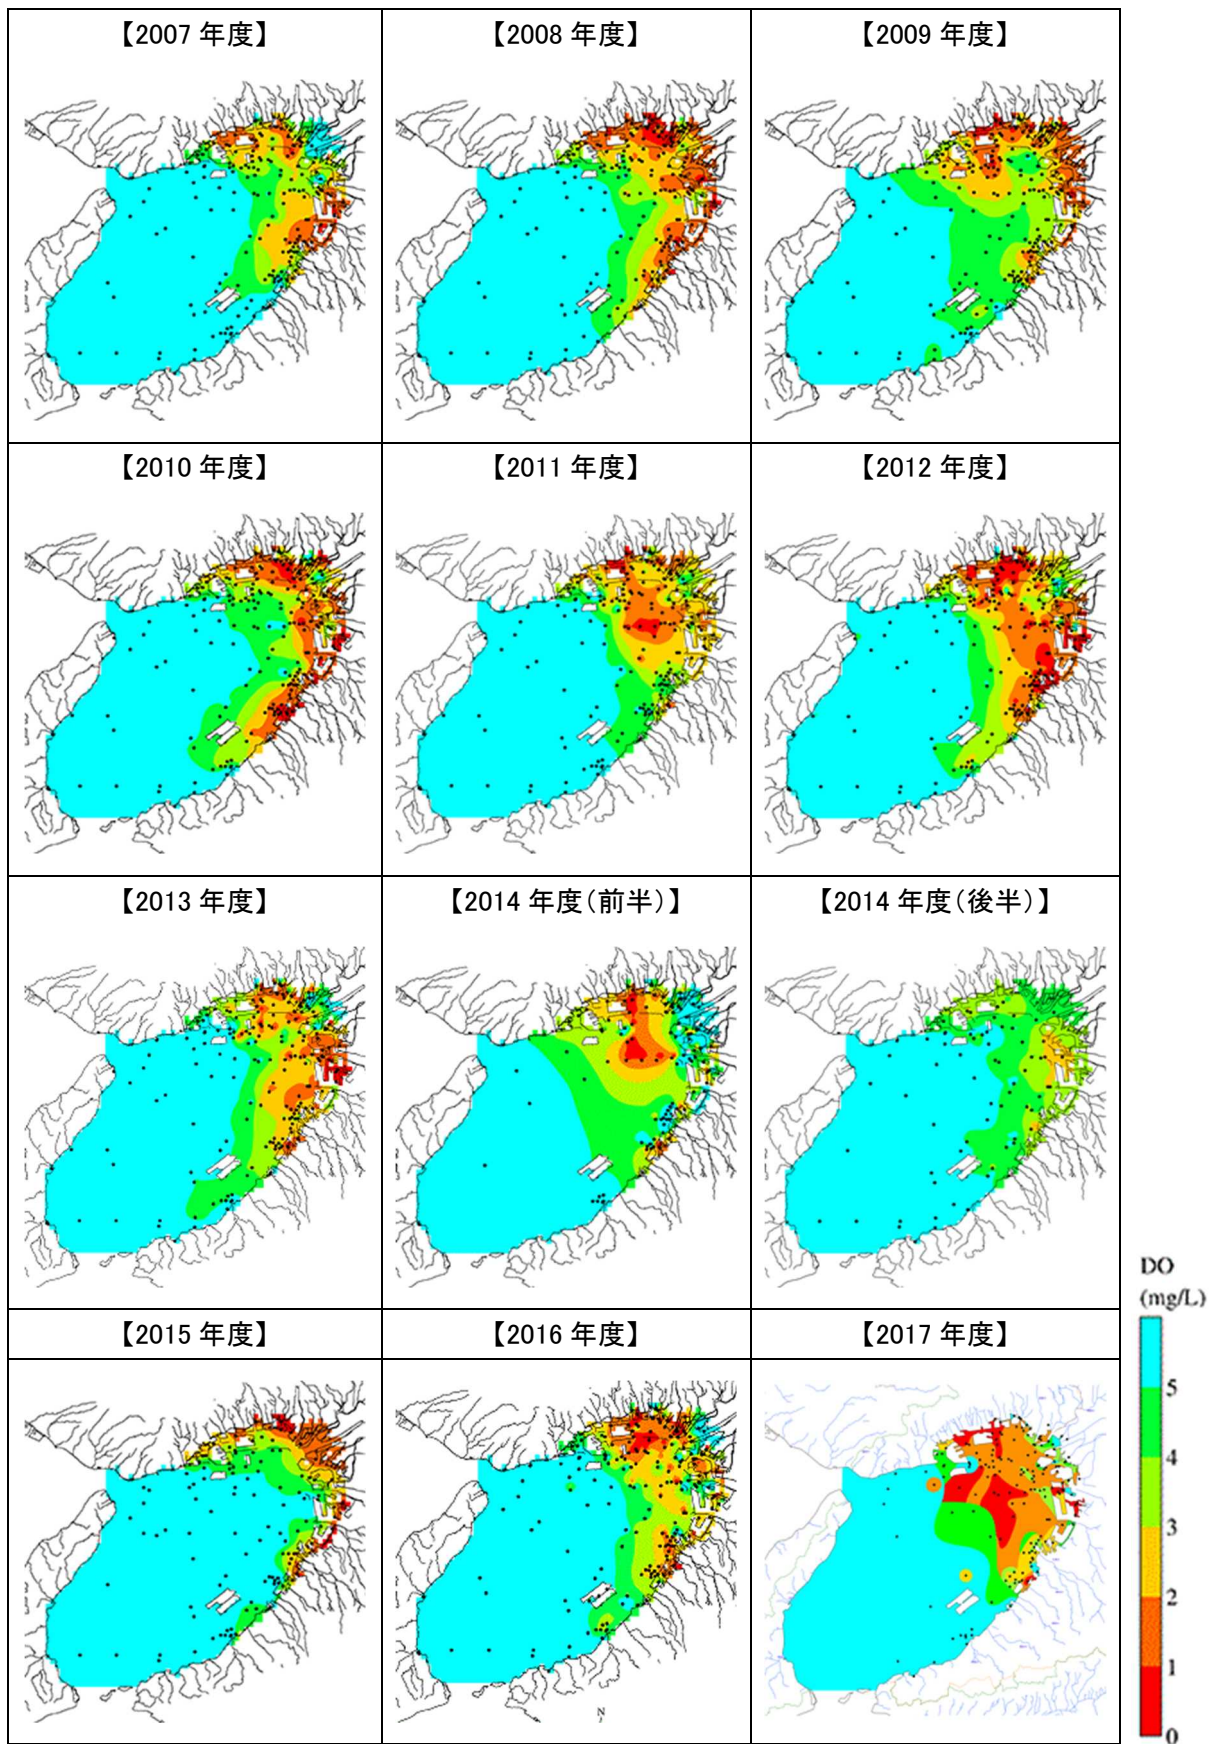 【2007 年度】
【2008 年度】
【2009 年度】
【2010 年度】
【2011 年度】
【2012 年度】
【2013 年度】
【2014 年度(前半)】
【2014 年度(後半)】
【2015 年度】
【2016 年度】
【2017 年度】
N
DO
(mg/L)
5
4
3
2
1
0